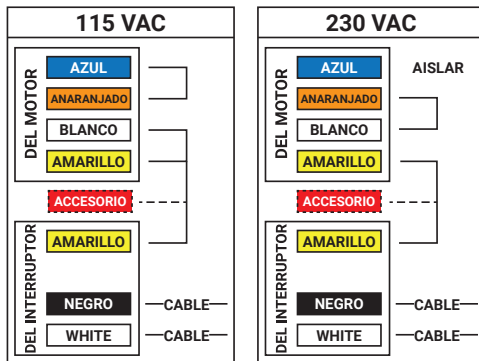 115 VAC
DEL MOTOR
AZUL
ANARANJADO
BLANCO
AMARILLO
ACCESORIO
DEL INTERRUPTOR
AMARILLO
NEGRO CABLE
WHITE CABLE
230 VAC
DEL MOTOR
AZUL AISLAR
ANARANJADO
BLANCO
AMARILLO
ACCESORIO
DEL INTERRUPTOR
AMARILLO
NEGRO CABLE
WHITE CABLE